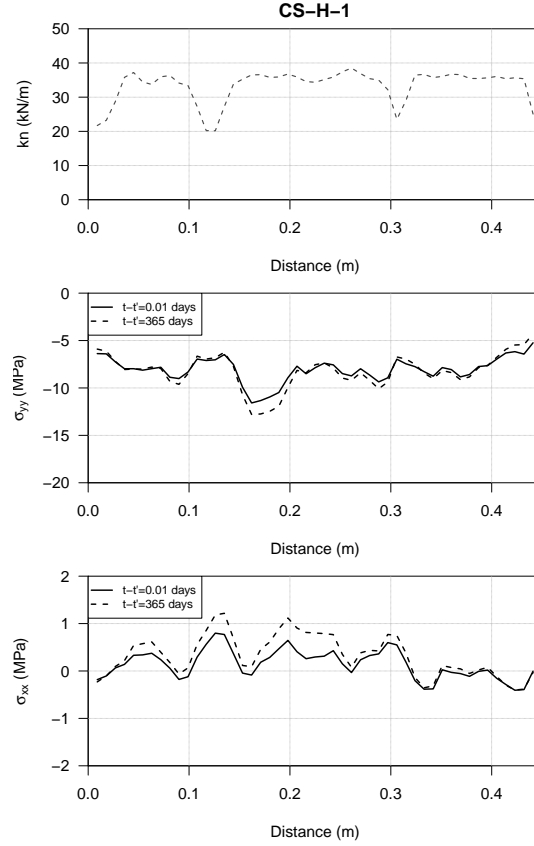 CS−H−1
50
40
30
20
10
0
kn (kN/m)
0.0 0.1 0.2 0.3 0.4
Distance (m)
0
−5
−10
−15
−20
σyy (MPa)
t−t'=0.01 days
t−t'=365 days
0.0 0.1 0.2 0.3 0.4
Distance (m)
2
1
0
−1
−2
σxx (MPa)
t−t'=0.01 days
t−t'=365 days
0.0 0.1 0.2 0.3 0.4
Distance (m)